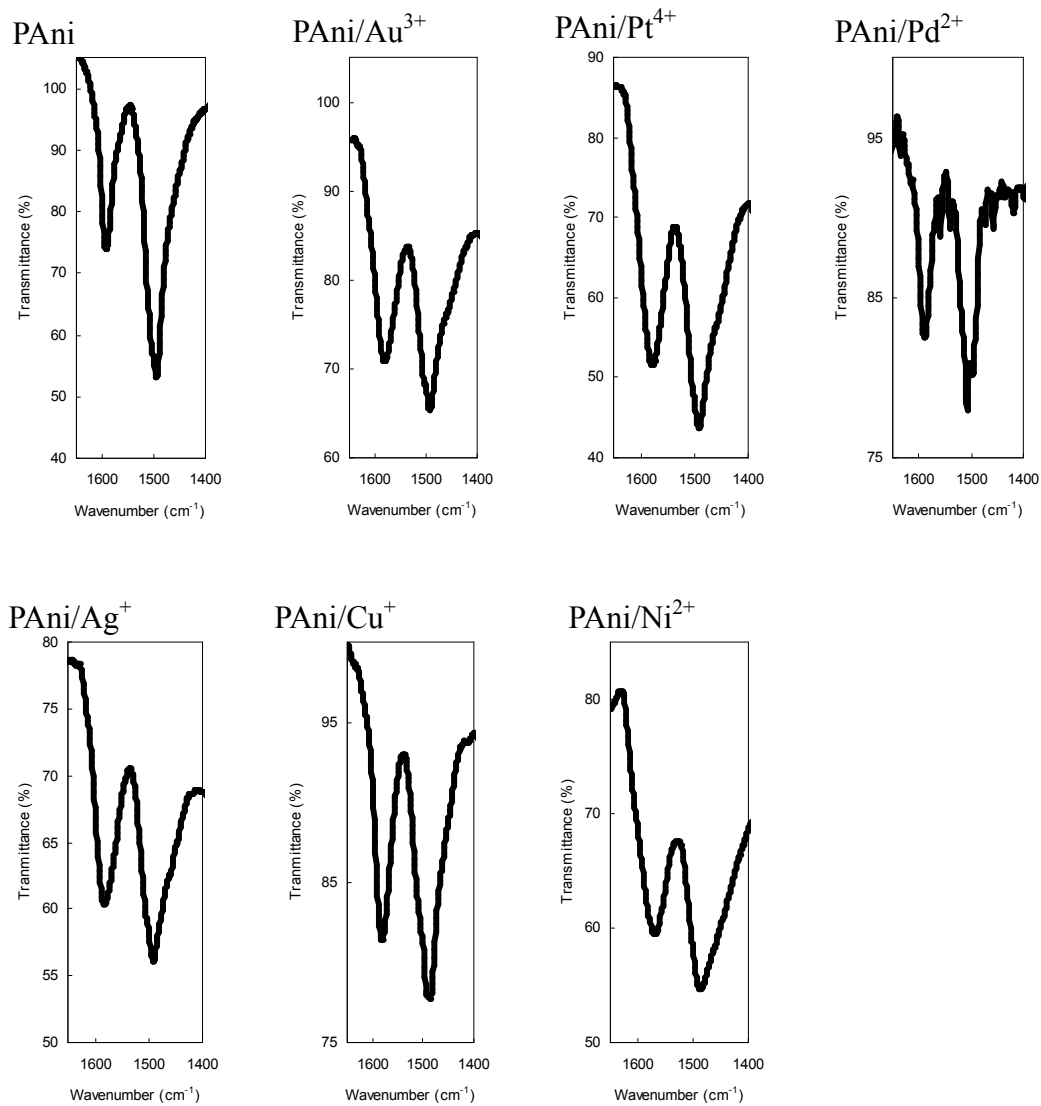 PAni
PAni/Au³⁺
PAni/Pt⁴⁺
PAni/Pd²⁺
Transmittance (%)
100
90
80
70
60
50
40
1600 1500 1400
Wavenumber (cm⁻¹)
Transmittance (%)
100
90
80
70
60
1600 1500 1400
Wavenumber (cm⁻¹)
Transmittance (%)
90
80
70
60
50
40
1600 1500 1400
Wavenumber (cm⁻¹)
Transmittance (%)
95
85
75
1600 1500 1400
Wavenumber (cm⁻¹)
PAni/Ag⁺
PAni/Cu⁺
PAni/Ni²⁺
Tranmittance (%)
80
75
70
65
60
55
50
1600 1500 1400
Wavenumber (cm⁻¹)
Tranmittance (%)
95
85
75
1600 1500 1400
Wavenumber (cm⁻¹)
Transmittance (%)
80
70
60
50
1600 1500 1400
Wavenumber (cm⁻¹)